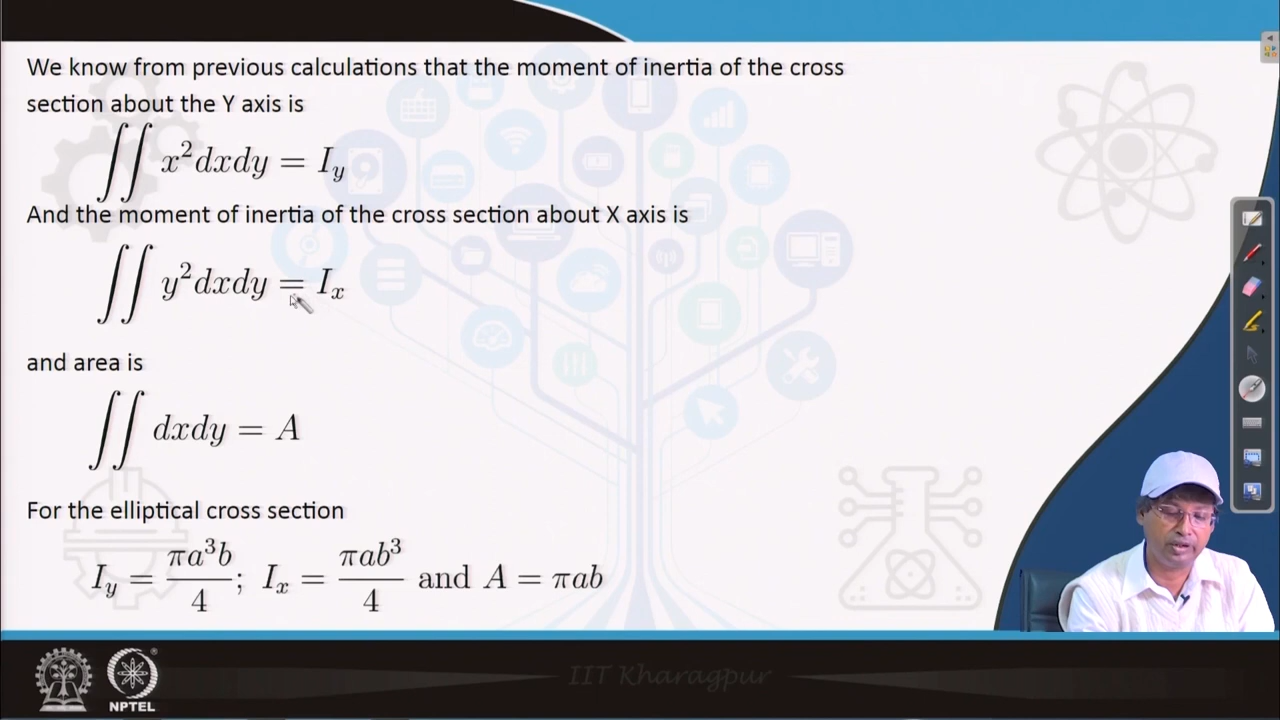 We know from previous calculations that the moment of inertia of the cross
section about the Y axis is
∬ x²dxdy = I_y
And the moment of inertia of the cross section about X axis is
∬ y²dxdy = I_x
and area is
∬ dxdy = A
For the elliptical cross section
I_y = πa³b/4; I_x = πab³/4 and A = πab
IIT Kharagpur
NPTEL